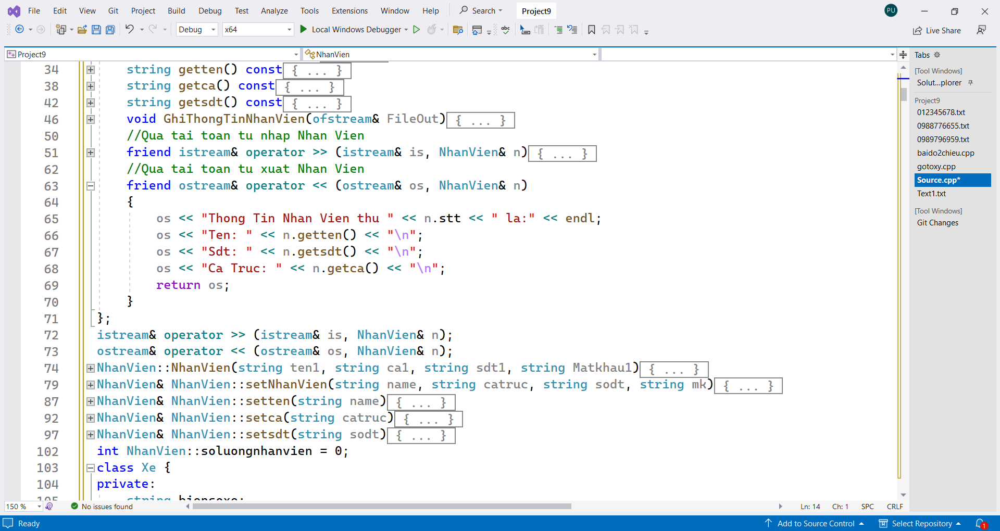 File Edit View Git Project Build Debug Test Analyze Tools Extensions Window Help Search Project9 PU
Debug x64 Local Windows Debugger abc Live Share
Project9 NhanVien
34 string getten() const { ... }
38 string getca() const { ... }
42 string getsdt() const { ... }
46 void GhiThongTinNhanVien(ofstream& FileOut) { ... }
50 //Qua tai toan tu nhap Nhan Vien
51 friend istream& operator >> (istream& is, NhanVien& n) { ... }
62 //Qua tai toan tu xuat Nhan Vien
63 friend ostream& operator << (ostream& os, NhanVien& n)
64 {
65 os << "Thong Tin Nhan Vien thu " << n.stt << " la:" << endl;
66 os << "Ten: " << n.getten() << "\n";
67 os << "Sdt: " << n.getsdt() << "\n";
68 os << "Ca Truc: " << n.getca() << "\n";
69 return os;
70 }
71 };
72 istream& operator >> (istream& is, NhanVien& n);
73 ostream& operator << (ostream& os, NhanVien& n);
74 NhanVien::NhanVien(string ten1, string ca1, string sdt1, string Matkhau1) { ... }
79 NhanVien& NhanVien::setNhanVien(string name, string catruc, string sodt, string mk) { ... }
87 NhanVien& NhanVien::setten(string name) { ... }
92 NhanVien& NhanVien::setca(string catruc) { ... }
97 NhanVien& NhanVien::setsdt(string sodt) { ... }
102 int NhanVien::soluongnhanvien = 0;
103 class Xe {
104 private:
105 string biensoxe;
Tabs
[Tool Windows]
Solut...plorer
Project9
012345678.txt
0988776655.txt
0989796959.txt
baido2chieu.cpp
gotoxy.cpp
Source.cpp*
Text1.txt
[Tool Windows]
Git Changes
150 % No issues found Ln: 14 Ch: 1 SPC CRLF
Ready Add to Source Control Select Repository 1